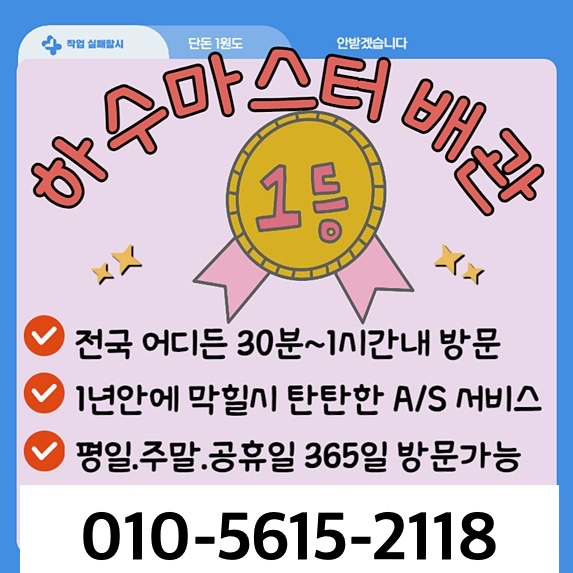 작업 실패할시 단돈 1원도 안받겠습니다
하수마스터 배관
1등
전국 어디든 30분~1시간내 방문
1년안에 막힐시 탄탄한 A/S 서비스
평일.주말.공휴일 365일 방문가능
010-5615-2118